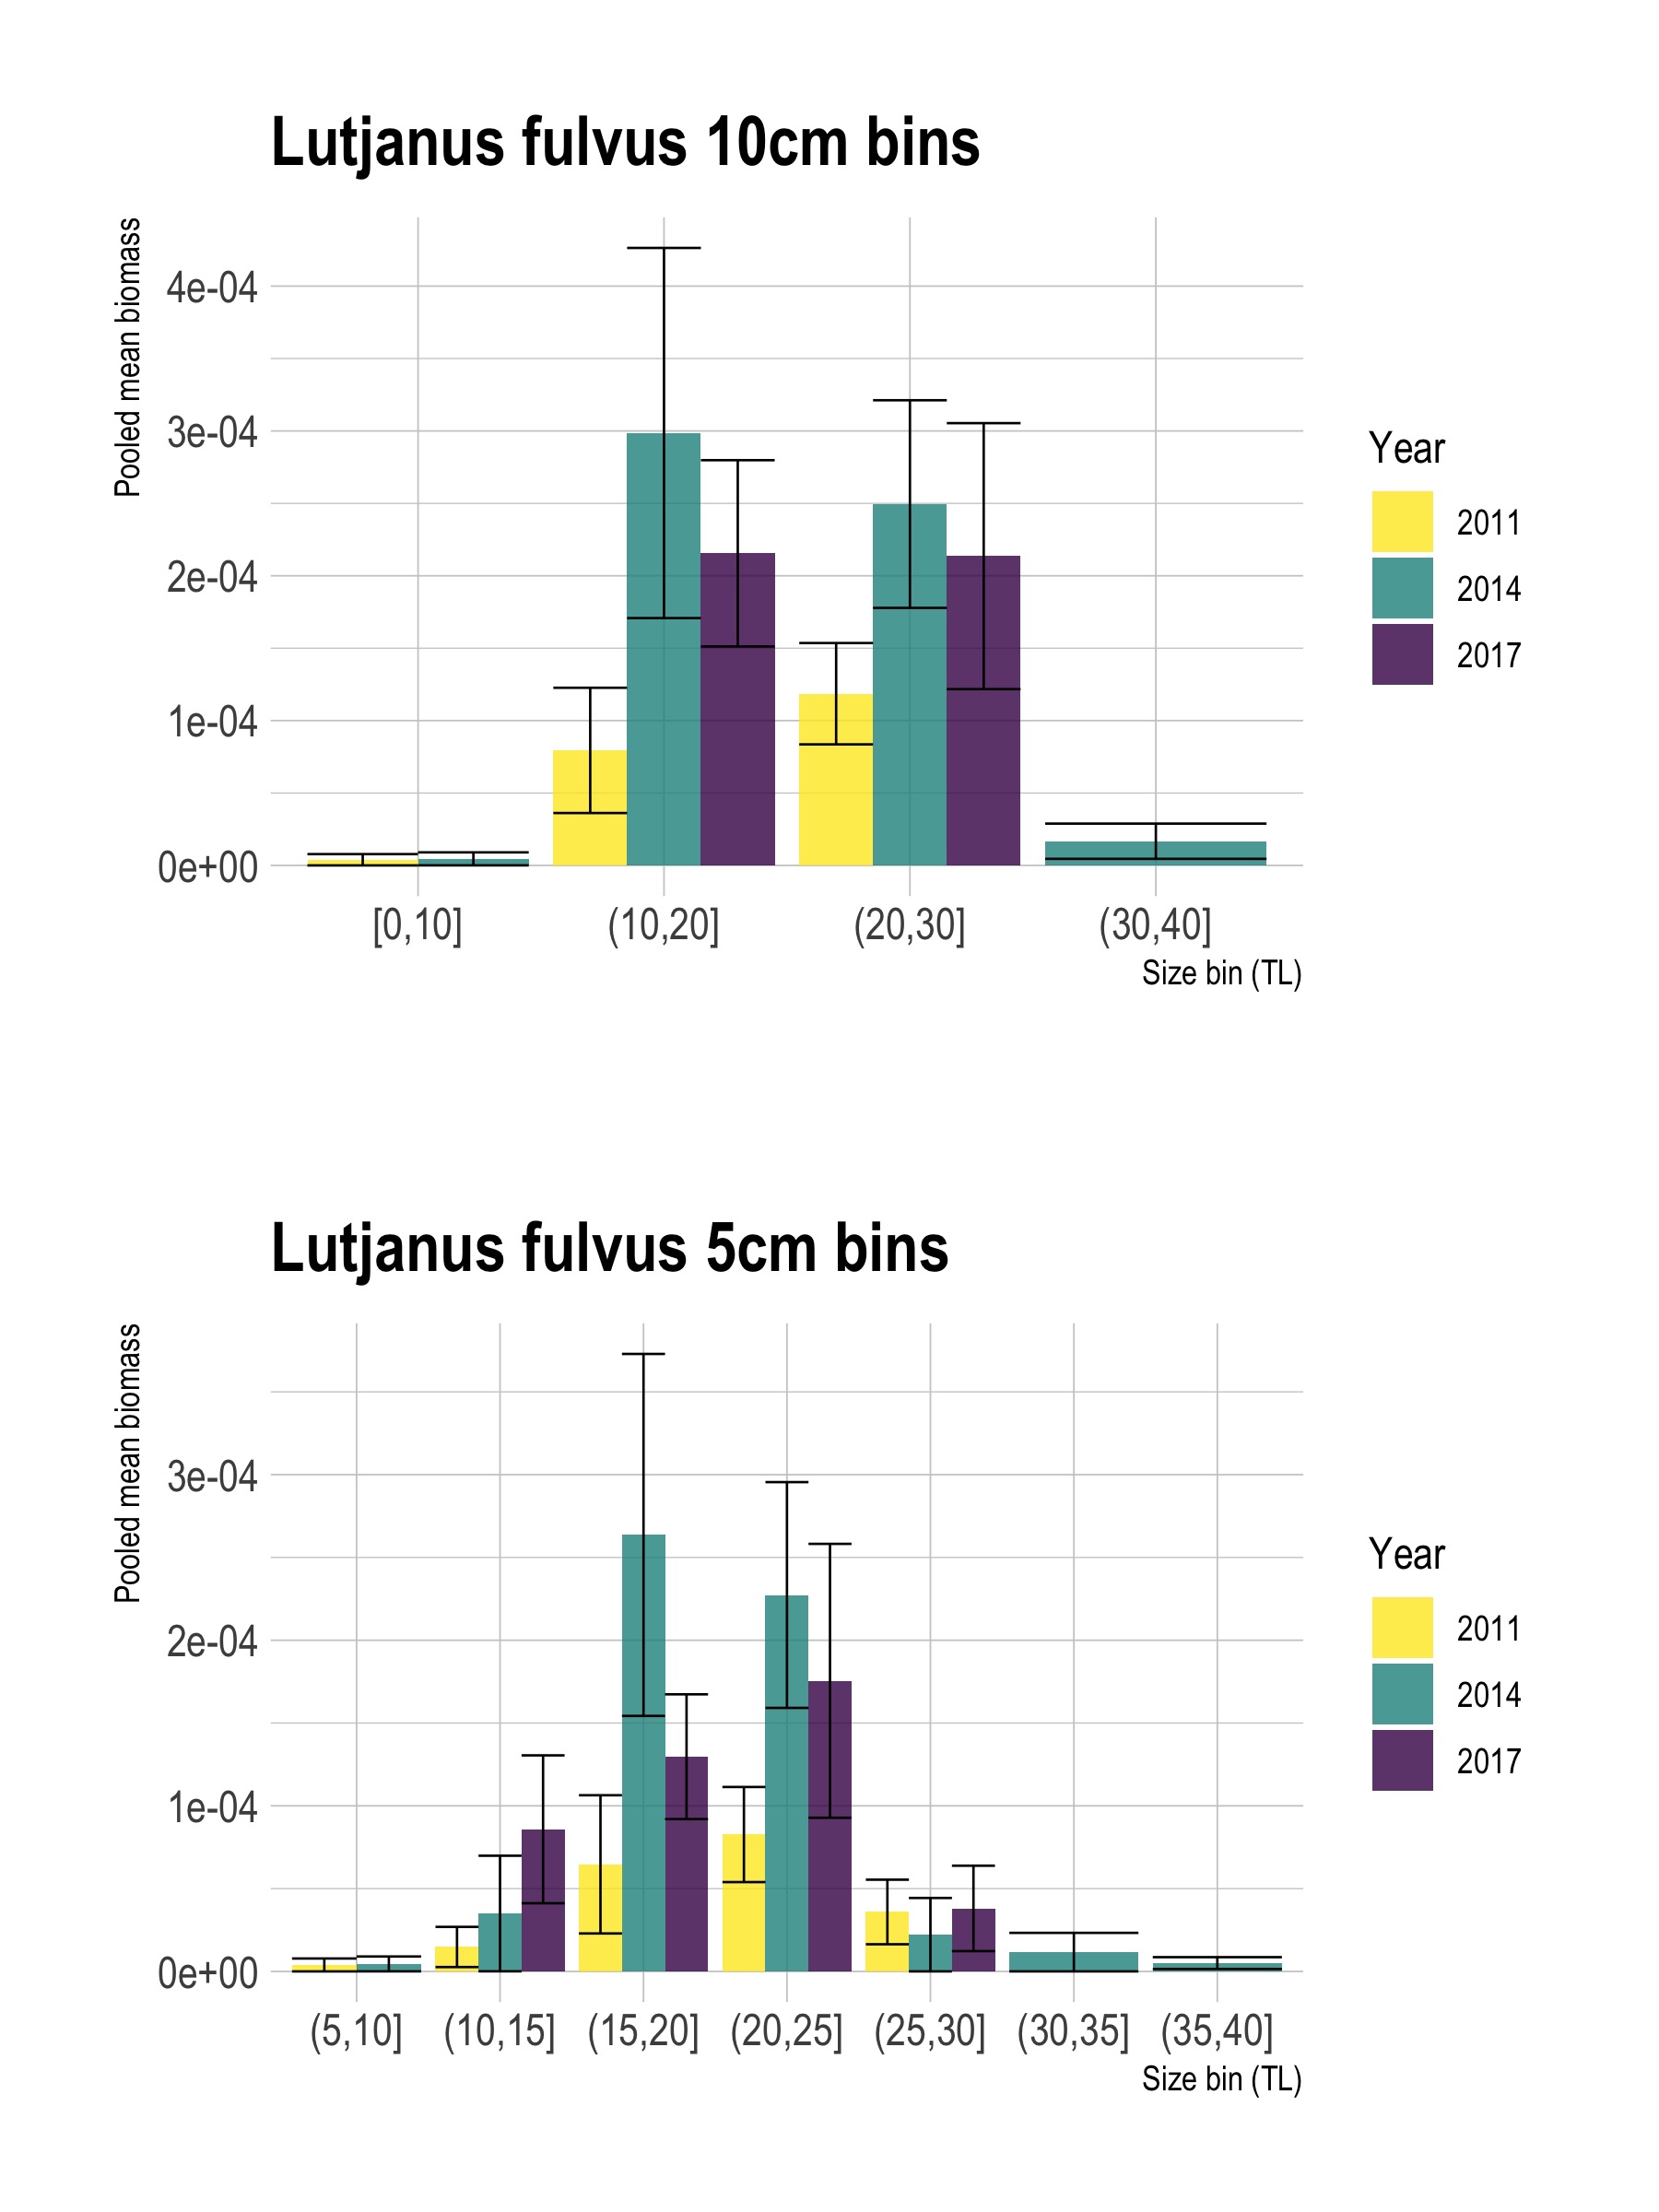 Lutjanus fulvus 10cm bins
Pooled mean biomass
4e-04
3e-04
2e-04
1e-04
0e+00
[0,10]
(10,20]
(20,30]
(30,40]
Size bin (TL)
Year
2011
2014
2017
Lutjanus fulvus 5cm bins
Pooled mean biomass
3e-04
2e-04
1e-04
0e+00
(5,10]
(10,15]
(15,20]
(20,25]
(25,30]
(30,35]
(35,40]
Size bin (TL)
Year
2011
2014
2017